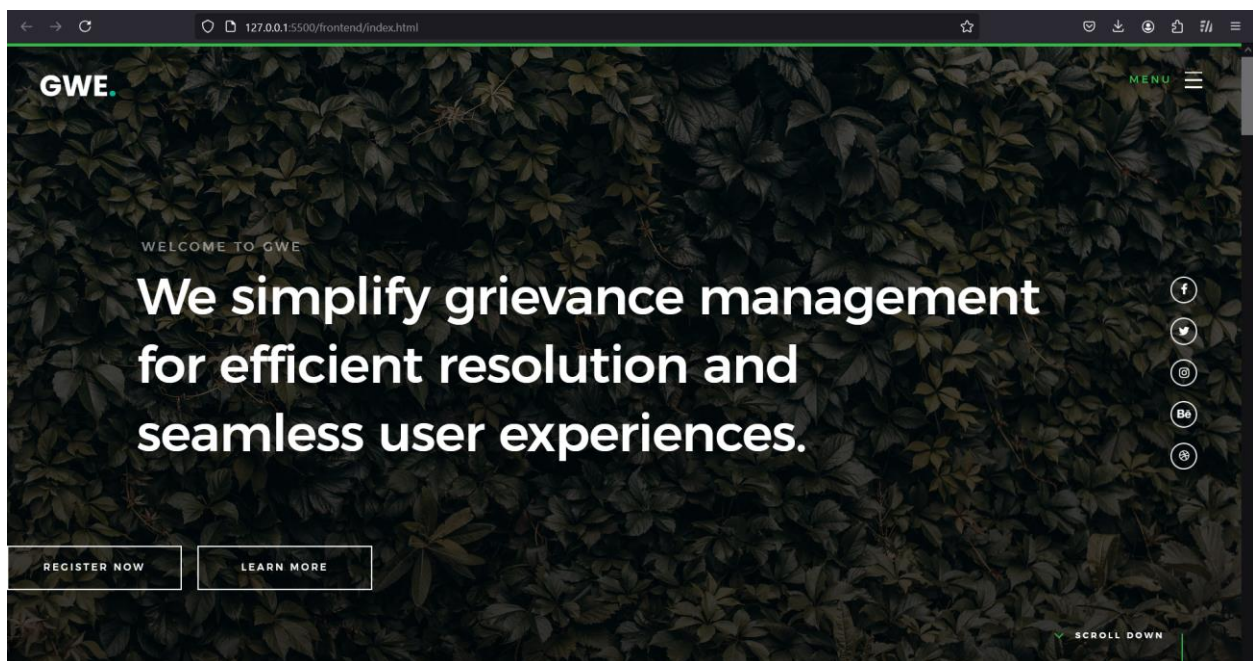 127.0.0.1:5500/frontend/index.html
GWE.
MENU
WELCOME TO GWE
We simplify grievance management
for efficient resolution and
seamless user experiences.
Bē
REGISTER NOW
LEARN MORE
SCROLL DOWN